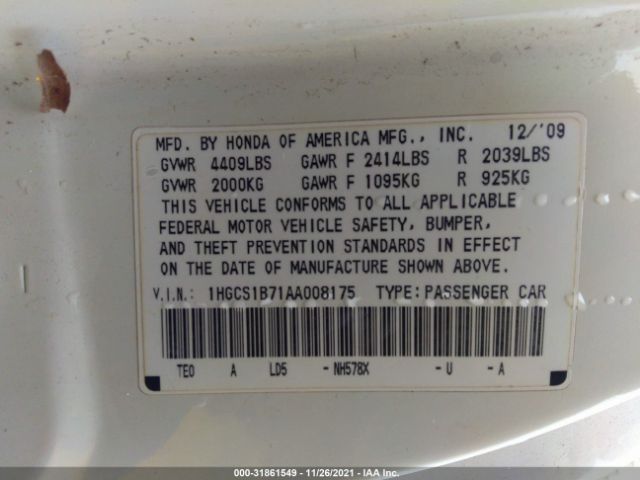 MFD. BY HONDA OF AMERICA MFG., INC. 12/'09
GVWR 4409LBS GAWR F 2414LBS R 2039LBS
GVWR 2000KG GAWR F 1095KG R 925KG
THIS VEHICLE CONFORMS TO ALL APPLICABLE
FEDERAL MOTOR VEHICLE SAFETY, BUMPER,
AND THEFT PREVENTION STANDARDS IN EFFECT
ON THE DATE OF MANUFACTURE SHOWN ABOVE.
V.I.N.: 1HGCS1B71AA008175 TYPE:PASSENGER CAR
TE0 A LD5 - NH578X - U - A
000-31861549 - 11/26/2021 - IAA Inc.